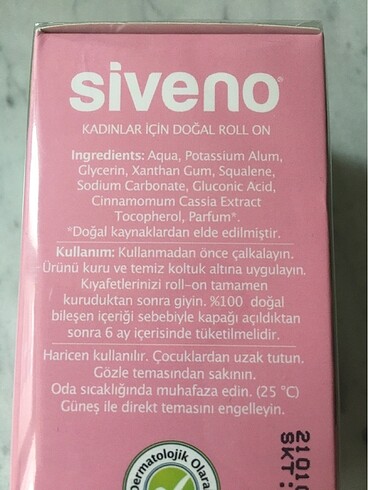 siveno
KADINLAR İÇİN DOĞAL ROLL ON
Ingredients: Aqua, Potassium Alum,
Glycerin, Xanthan Gum, Squalene,
Sodium Carbonate, Gluconic Acid,
Cinnamomum Cassia Extract
Tocopherol, Parfum*.
*Doğal kaynaklardan elde edilmiştir.
Kullanım: Kullanmadan önce çalkalayın.
Ürünü kuru ve temiz koltuk altına uygulayın.
Kıyafetlerinizi roll-on tamamen
kuruduktan sonra giyin. %100 doğal
bileşen içeriği sebebiyle kapağı açıldıktan
sonra 6 ay içerisinde tüketilmelidir.
Haricen kullanılır. Çocuklardan uzak tutun.
Gözle temasından sakının.
Oda sıcaklığında muhafaza edin. (25 °C)
Güneş ile direkt temasını engelleyin.
Dermatolojik Olara
SKT: